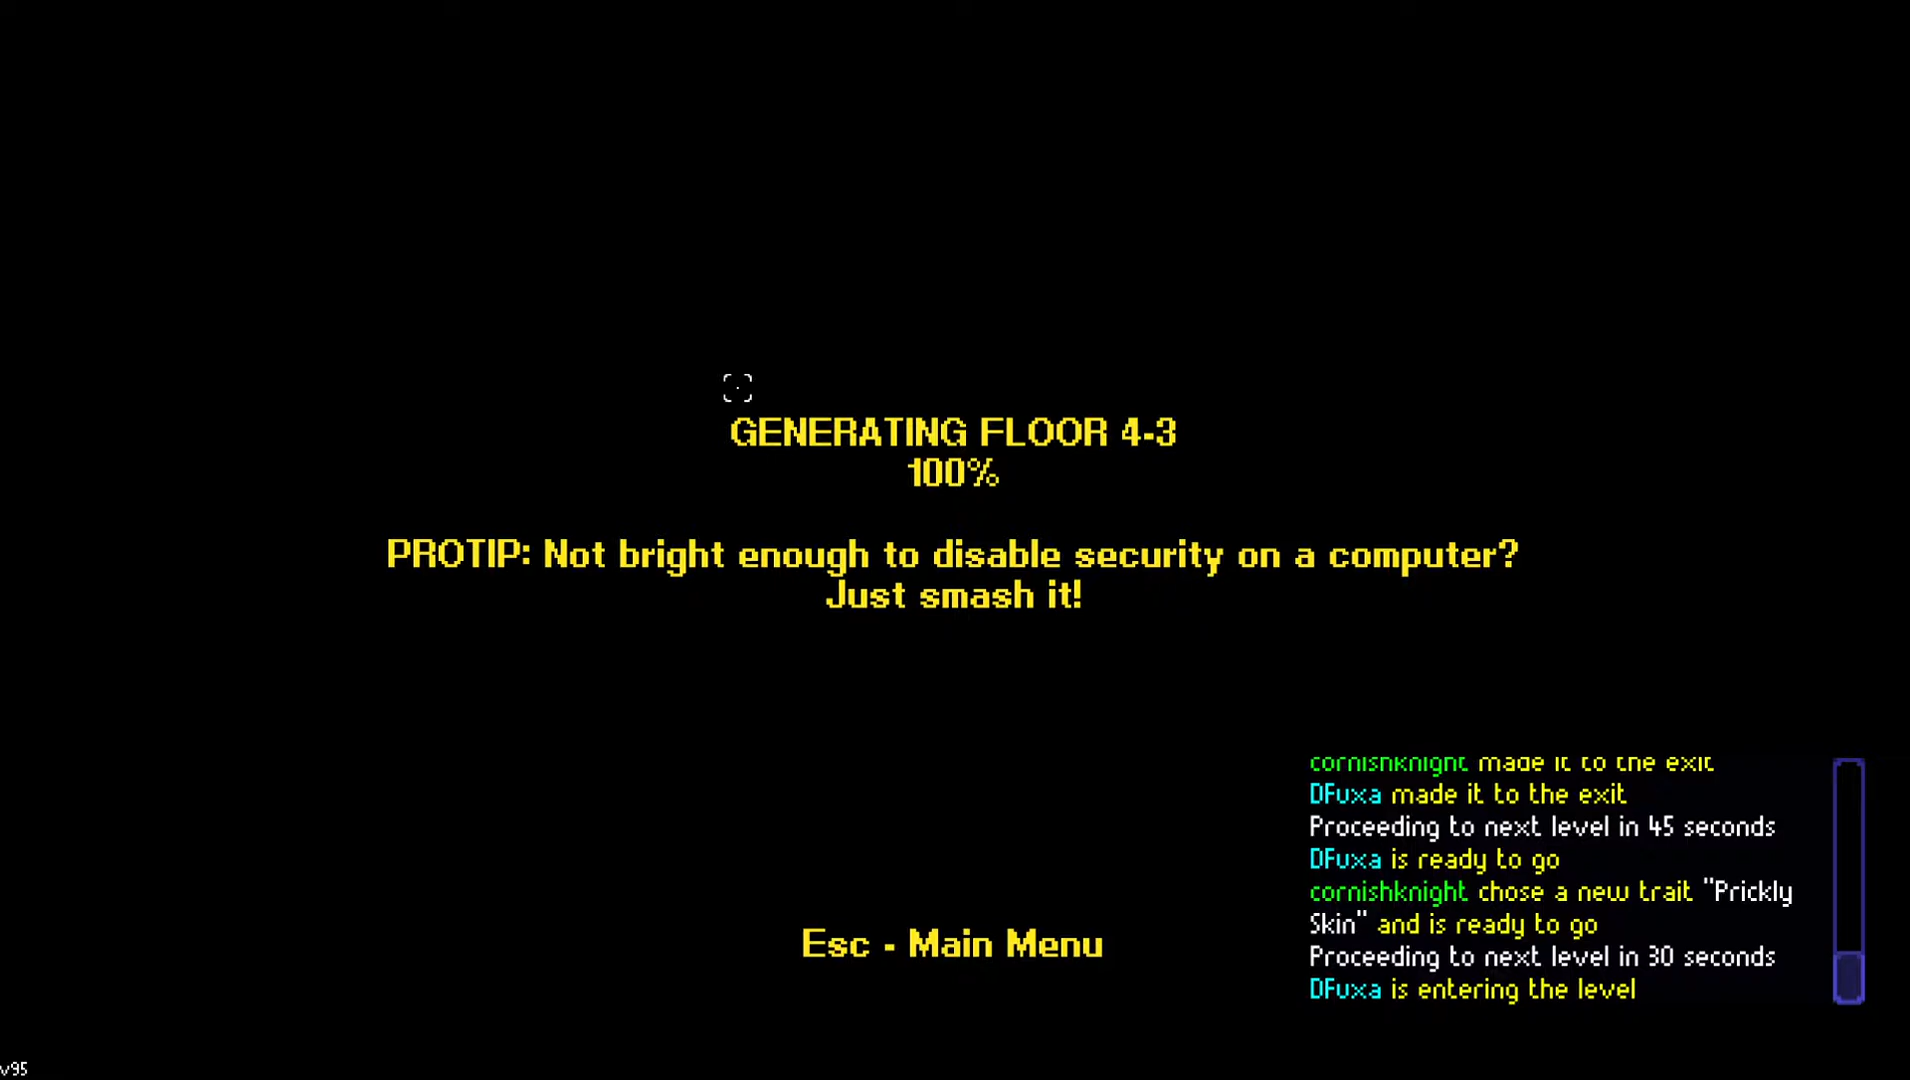 GENERATING FLOOR 4-3
100%
PROTIP: Not bright enough to disable security on a computer?
Just smash it!
Esc - Main Menu
cornishknight made it to the exit
DFuxa made it to the exit
Proceeding to next level in 45 seconds
DFuxa is ready to go
cornishknight chose a new trait "Prickly
Skin" and is ready to go
Proceeding to next level in 30 seconds
DFuxa is entering the level
v95